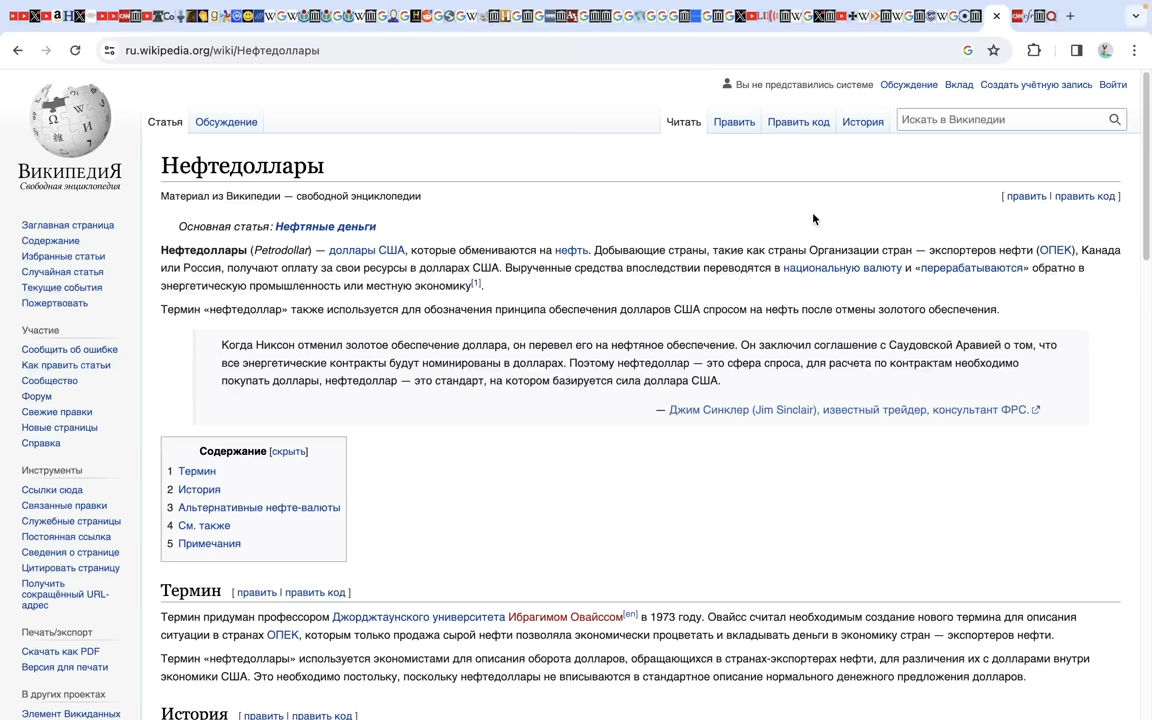 ru.wikipedia.org/wiki/Нефтедоллары
Вы не представились системе Обсуждение Вклад Создать учётную запись Войти
Статья Обсуждение Читать Править Править код История Искать в Википедии
ВИКИПЕДИЯ
Свободная энциклопедия
Заглавная страница
Содержание
Избранные статьи
Случайная статья
Текущие события
Пожертвовать
Участие
Сообщить об ошибке
Как править статьи
Сообщество
Форум
Свежие правки
Новые страницы
Справка
Инструменты
Ссылки сюда
Связанные правки
Служебные страницы
Постоянная ссылка
Сведения о странице
Цитировать страницу
Получить
сокращённый URL-
адрес
Печать/экспорт
Скачать как PDF
Версия для печати
В других проектах
Элемент Викиданных
Нефтедоллары
Материал из Википедии — свободной энциклопедии [ править | править код ]
Основная статья: Нефтяные деньги
Нефтедоллары (Petrodollar) — доллары США, которые обмениваются на нефть. Добывающие страны, такие как страны Организации стран — экспортеров нефти (ОПЕК), Канада
или Россия, получают оплату за свои ресурсы в долларах США. Вырученные средства впоследствии переводятся в национальную валюту и «перерабатываются» обратно в
энергетическую промышленность или местную экономику[1].
Термин «нефтедоллар» также используется для обозначения принципа обеспечения долларов США спросом на нефть после отмены золотого обеспечения.
Когда Никсон отменил золотое обеспечение доллара, он перевел его на нефтяное обеспечение. Он заключил соглашение с Саудовской Аравией о том, что
все энергетические контракты будут номинированы в долларах. Поэтому нефтедоллар — это сфера спроса, для расчета по контрактам необходимо
покупать доллары, нефтедоллар — это стандарт, на котором базируется сила доллара США.
— Джим Синклер (Jim Sinclair), известный трейдер, консультант ФРС.
Содержание [скрыть]
1 Термин
2 История
3 Альтернативные нефте-валюты
4 См. также
5 Примечания
Термин [ править | править код ]
Термин придуман профессором Джорджтаунского университета Ибрагимом Овайссом[en] в 1973 году. Овайсс считал необходимым создание нового термина для описания
ситуации в странах ОПЕК, которым только продажа сырой нефти позволяла экономически процветать и вкладывать деньги в экономику стран — экспортеров нефти.
Термин «нефтедоллары» используется экономистами для описания оборота долларов, обращающихся в странах-экспортерах нефти, для различения их с долларами внутри
экономики США. Это необходимо постольку, поскольку нефтедоллары не вписываются в стандартное описание нормального денежного предложения долларов.
История [ править | править код ]